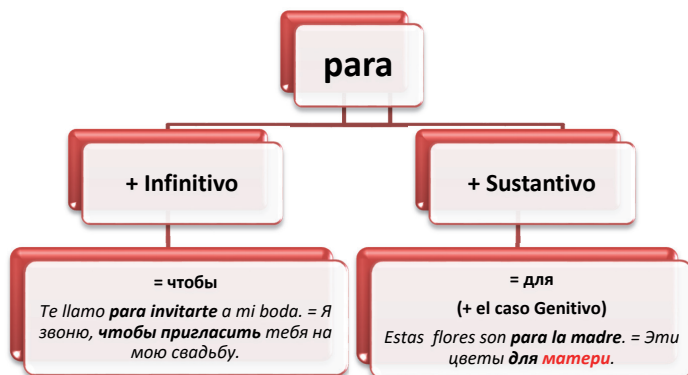 para
+ Infinitivo
+ Sustantivo
= чтобы
Te llamo para invitarte a mi boda. = Я
звоню, чтобы пригласить тебя на
мою свадьбу.
= для
(+ el caso Genitivo)
Estas flores son para la madre. = Эти
цветы для матери.